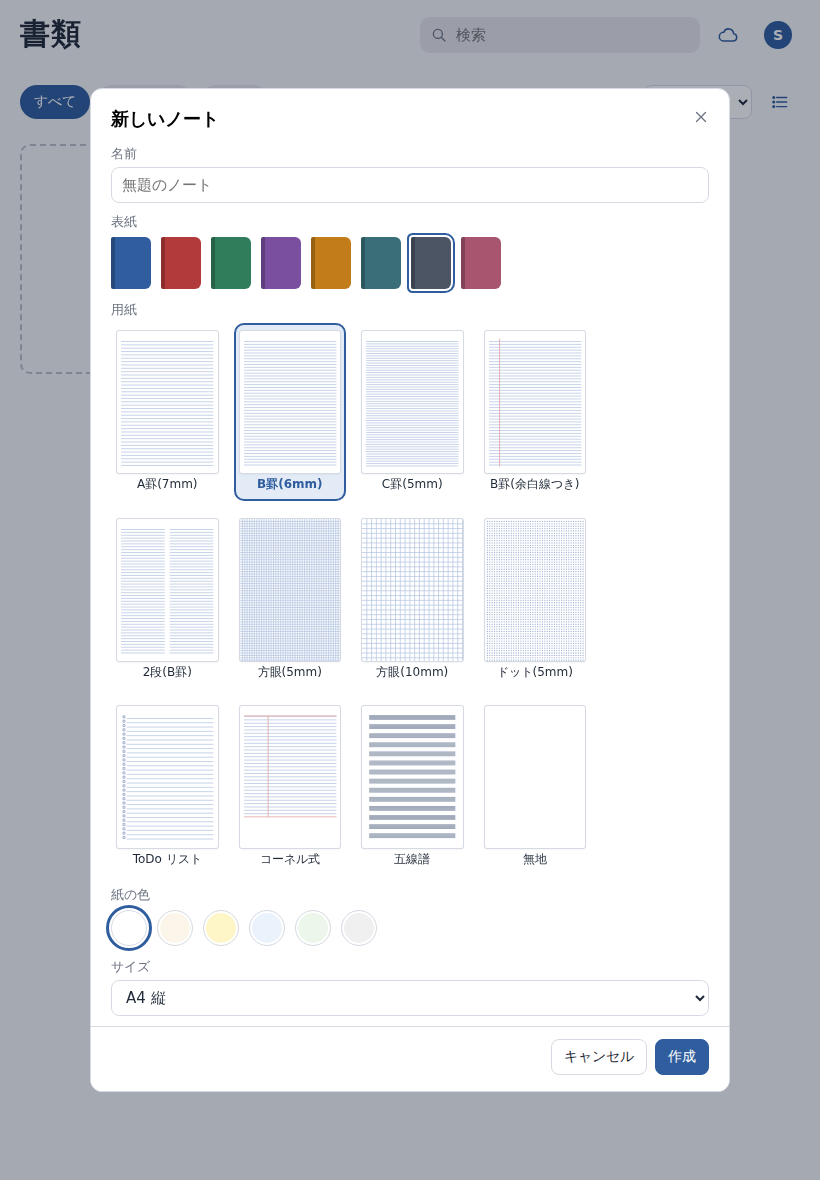 書類
検索
S
すべて
新しいノート
名前
無題のノート
表紙
用紙
A罫(7mm)
B罫(6mm)
C罫(5mm)
B罫(余白線つき)
2段(B罫)
方眼(5mm)
方眼(10mm)
ドット(5mm)
ToDo リスト
コーネル式
五線譜
無地
紙の色
サイズ
A4 縦
キャンセル
作成